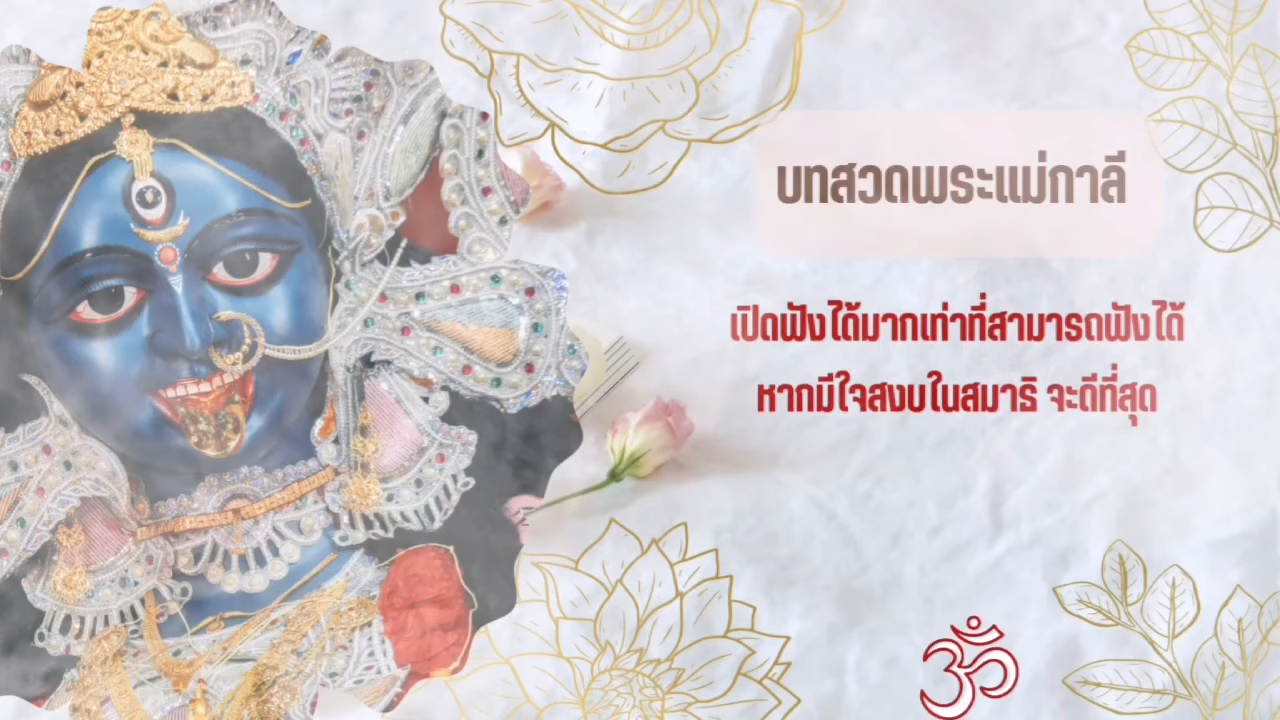 บทสวดพระแม่กาลี
เปิดฟังได้มากเท่าที่สามารถฟังได้
หากมีใจสงบในสมาธิ จะดีที่สุด
ॐ